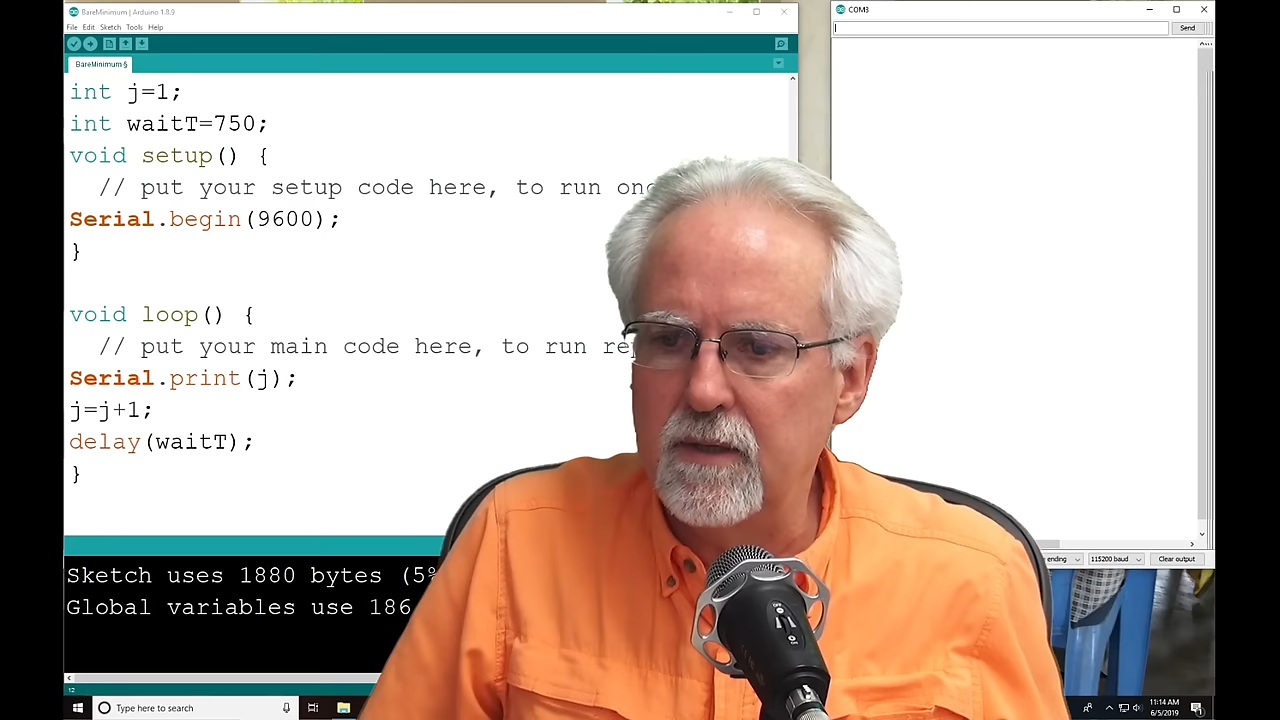 BareMinimum | Arduino 1.8.9
File Edit Sketch Tools Help
BareMinimum §
int j=1;
int waitT=750;
void setup() {
// put your setup code here, to run
Serial.begin(9600);
}
void loop() {
// put your main code here, to run
Serial.print(j);
j=j+1;
delay(waitT);
}
Sketch uses 1880 bytes (5%
Global variables use 186
12
Type here to search
COM3
Send
ending
115200 baud
Clear output
11:14 AM
6/5/2019